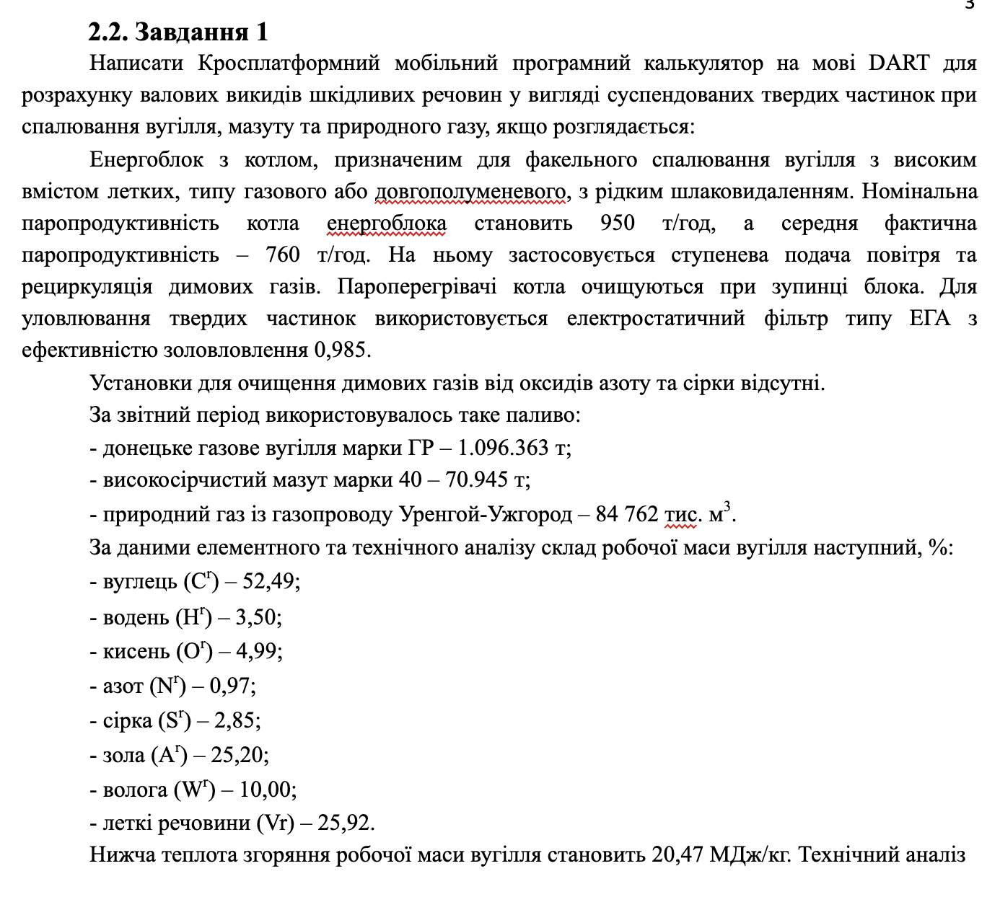 3
2.2. Завдання 1
Написати Кросплатформний мобільний програмний калькулятор на мові DART для
розрахунку валових викидів шкідливих речовин у вигляді суспендованих твердих частинок при
спалювання вугілля, мазуту та природного газу, якщо розглядається:
Енергоблок з котлом, призначеним для факельного спалювання вугілля з високим
вмістом летких, типу газового або довгополуменевого, з рідким шлаковидаленням. Номінальна
паропродуктивність котла енергоблока становить 950 т/год, а середня фактична
паропродуктивність – 760 т/год. На ньому застосовується ступенева подача повітря та
рециркуляція димових газів. Пароперегрівачі котла очищуються при зупинці блока. Для
уловлювання твердих частинок використовується електростатичний фільтр типу ЕГА з
ефективністю золовловлення 0,985.
Установки для очищення димових газів від оксидів азоту та сірки відсутні.
За звітний період використовувалось таке паливо:
- донецьке газове вугілля марки ГР – 1.096.363 т;
- високосірчистий мазут марки 40 – 70.945 т;
- природний газ із газопроводу Уренгой-Ужгород – 84 762 тис. м³.
За даними елементного та технічного аналізу склад робочої маси вугілля наступний, %:
- вуглець (Cʳ) – 52,49;
- водень (Hʳ) – 3,50;
- кисень (Oʳ) – 4,99;
- азот (Nʳ) – 0,97;
- сірка (Sʳ) – 2,85;
- зола (Aʳ) – 25,20;
- волога (Wʳ) – 10,00;
- леткі речовини (Vr) – 25,92.
Нижча теплота згоряння робочої маси вугілля становить 20,47 МДж/кг. Технічний аналіз